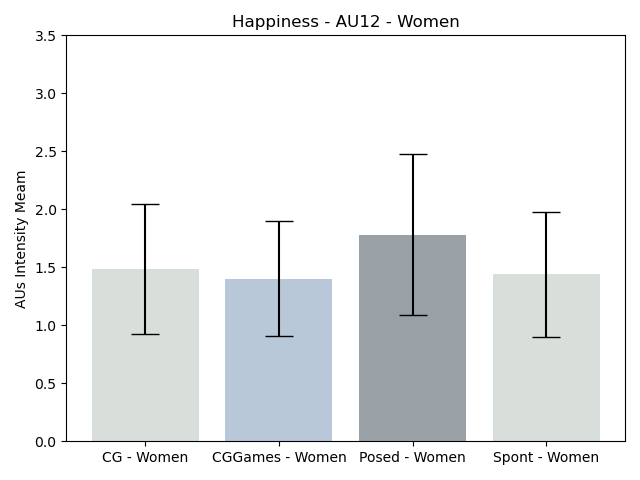 Happiness - AU12 - Women
3.5
3.0
2.5
2.0
1.5
1.0
0.5
0.0
AUs Intensity Meam
CG - Women
CGGames - Women
Posed - Women
Spont - Women